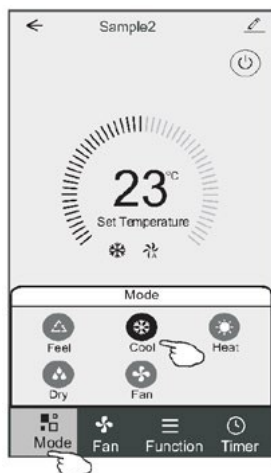 Sample2
23°C
Set Temperature
A
Mode
Feel Cool Heat
Dry Fan
Mode Fan Function Timer